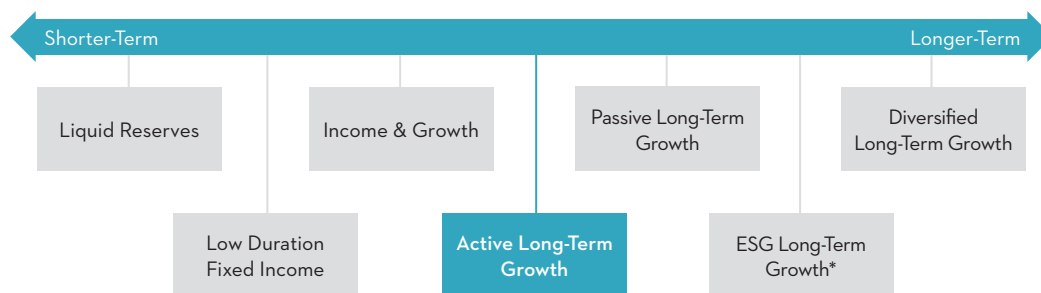 Shorter-Term
Longer-Term
Liquid Reserves
Income & Growth
Passive Long-Term
Growth
Diversified
Long-Term Growth
Low Duration
Fixed Income
Active Long-Term
Growth
ESG Long-Term
Growth*